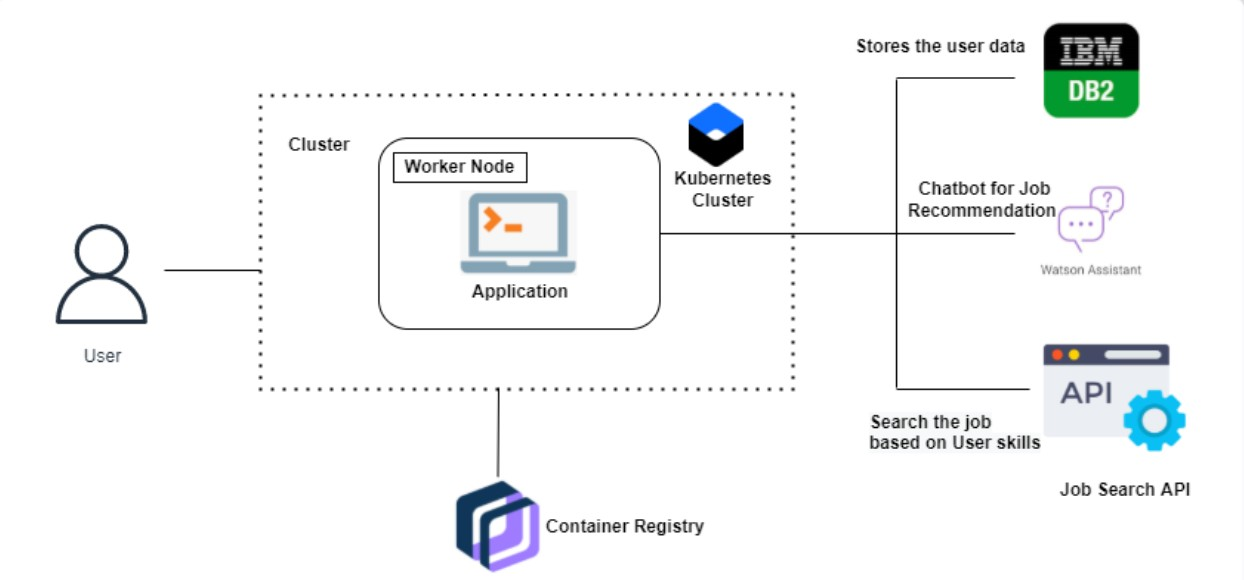 Stores the user data
IBM
DB2
Cluster
Worker Node
Kubernetes
Cluster
Application
Chatbot for Job
Recommendation
?
Watson Assistant
User
API
Search the job
based on User skills
Job Search API
Container Registry